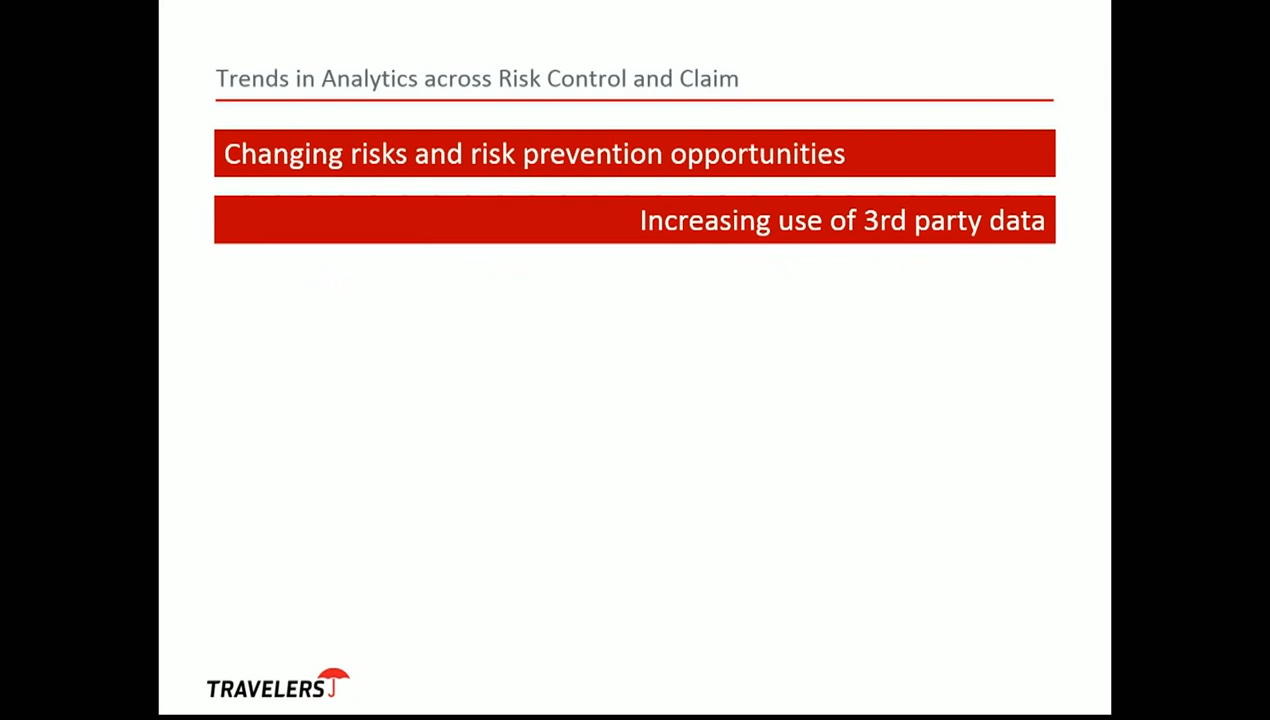 Trends in Analytics across Risk Control and Claim
Changing risks and risk prevention opportunities
Increasing use of 3rd party data
TRAVELERS